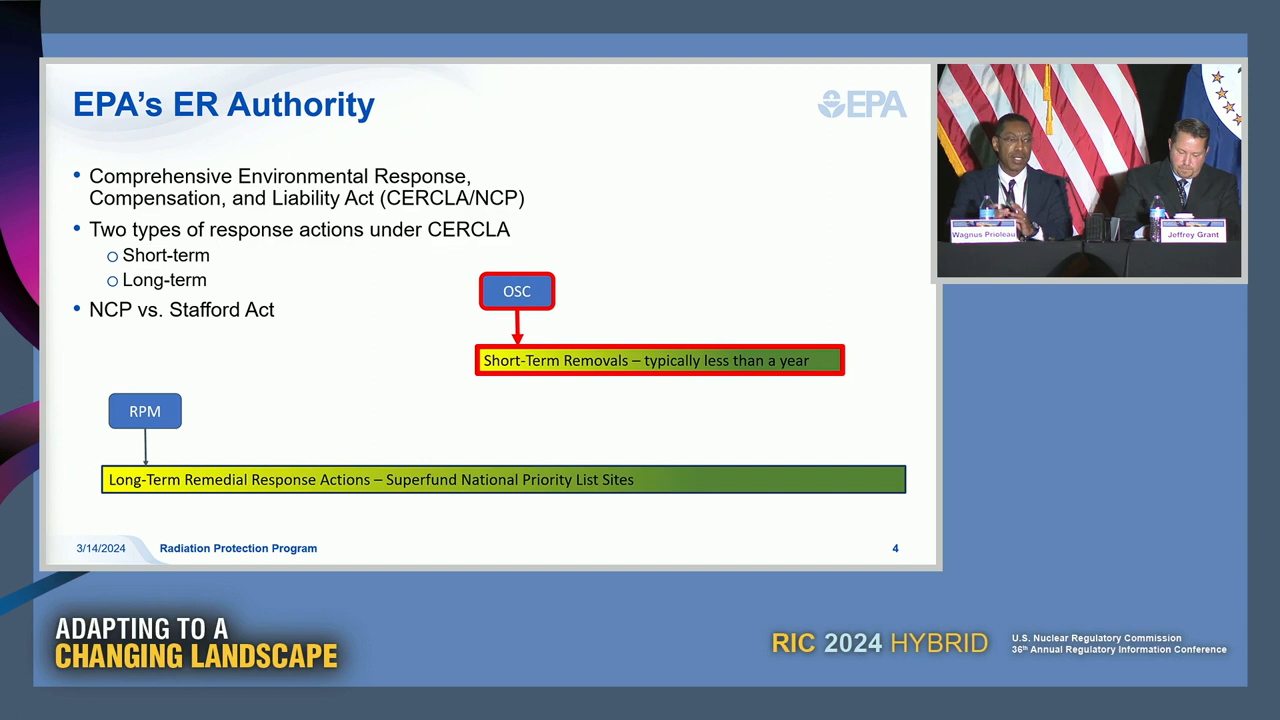 EPA's ER Authority
EPA
• Comprehensive Environmental Response,
Compensation, and Liability Act (CERCLA/NCP)
• Two types of response actions under CERCLA
o Short-term
o Long-term
• NCP vs. Stafford Act
OSC
Short-Term Removals – typically less than a year
RPM
Long-Term Remedial Response Actions – Superfund National Priority List Sites
3/14/2024
Radiation Protection Program
4
Wagnus Prioleau
Jeffrey Grant
ADAPTING TO A
CHANGING LANDSCAPE
RIC 2024 HYBRID
U.S. Nuclear Regulatory Commission
36th Annual Regulatory Information Conference